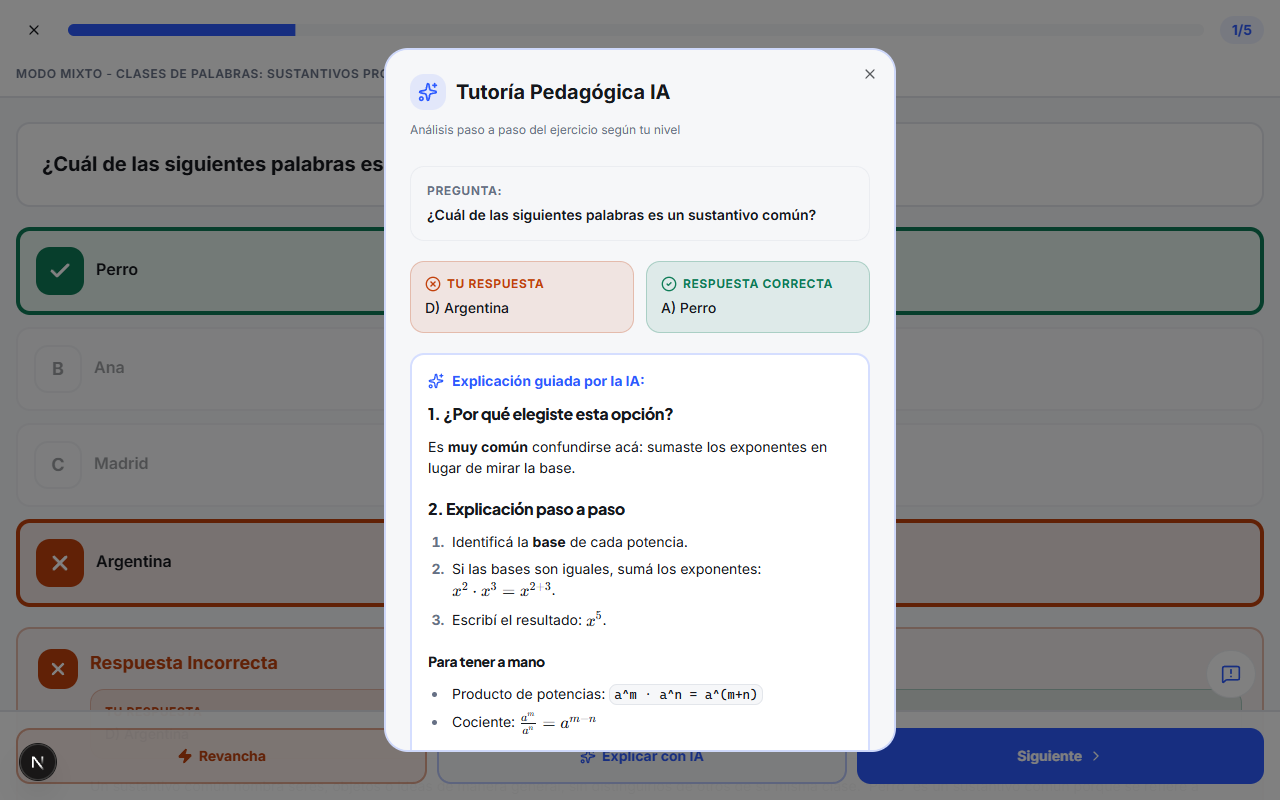 1/5
MODO MIXTO - CLASES DE PALABRAS: SUSTANTIVOS PRO
¿Cuál de las siguientes palabras es
Perro
B Ana
C Madrid
Argentina
Respuesta Incorrecta
TU RESPUESTA
D) Argentina
Revancha
Explicar con IA
Siguiente
N
Tutoría Pedagógica IA
Análisis paso a paso del ejercicio según tu nivel
PREGUNTA:
¿Cuál de las siguientes palabras es un sustantivo común?
TU RESPUESTA
D) Argentina
RESPUESTA CORRECTA
A) Perro
Explicación guiada por la IA:
1. ¿Por qué elegiste esta opción?
Es muy común confundirse acá: sumaste los exponentes en
lugar de mirar la base.
2. Explicación paso a paso
1. Identificá la base de cada potencia.
2. Si las bases son iguales, sumá los exponentes:
x² · x³ = x²⁺³.
3. Escribí el resultado: x⁵.
Para tener a mano
• Producto de potencias: a^m · a^n = a^(m+n)
• Cociente: aᵐ/aⁿ = aᵐ⁻ⁿ